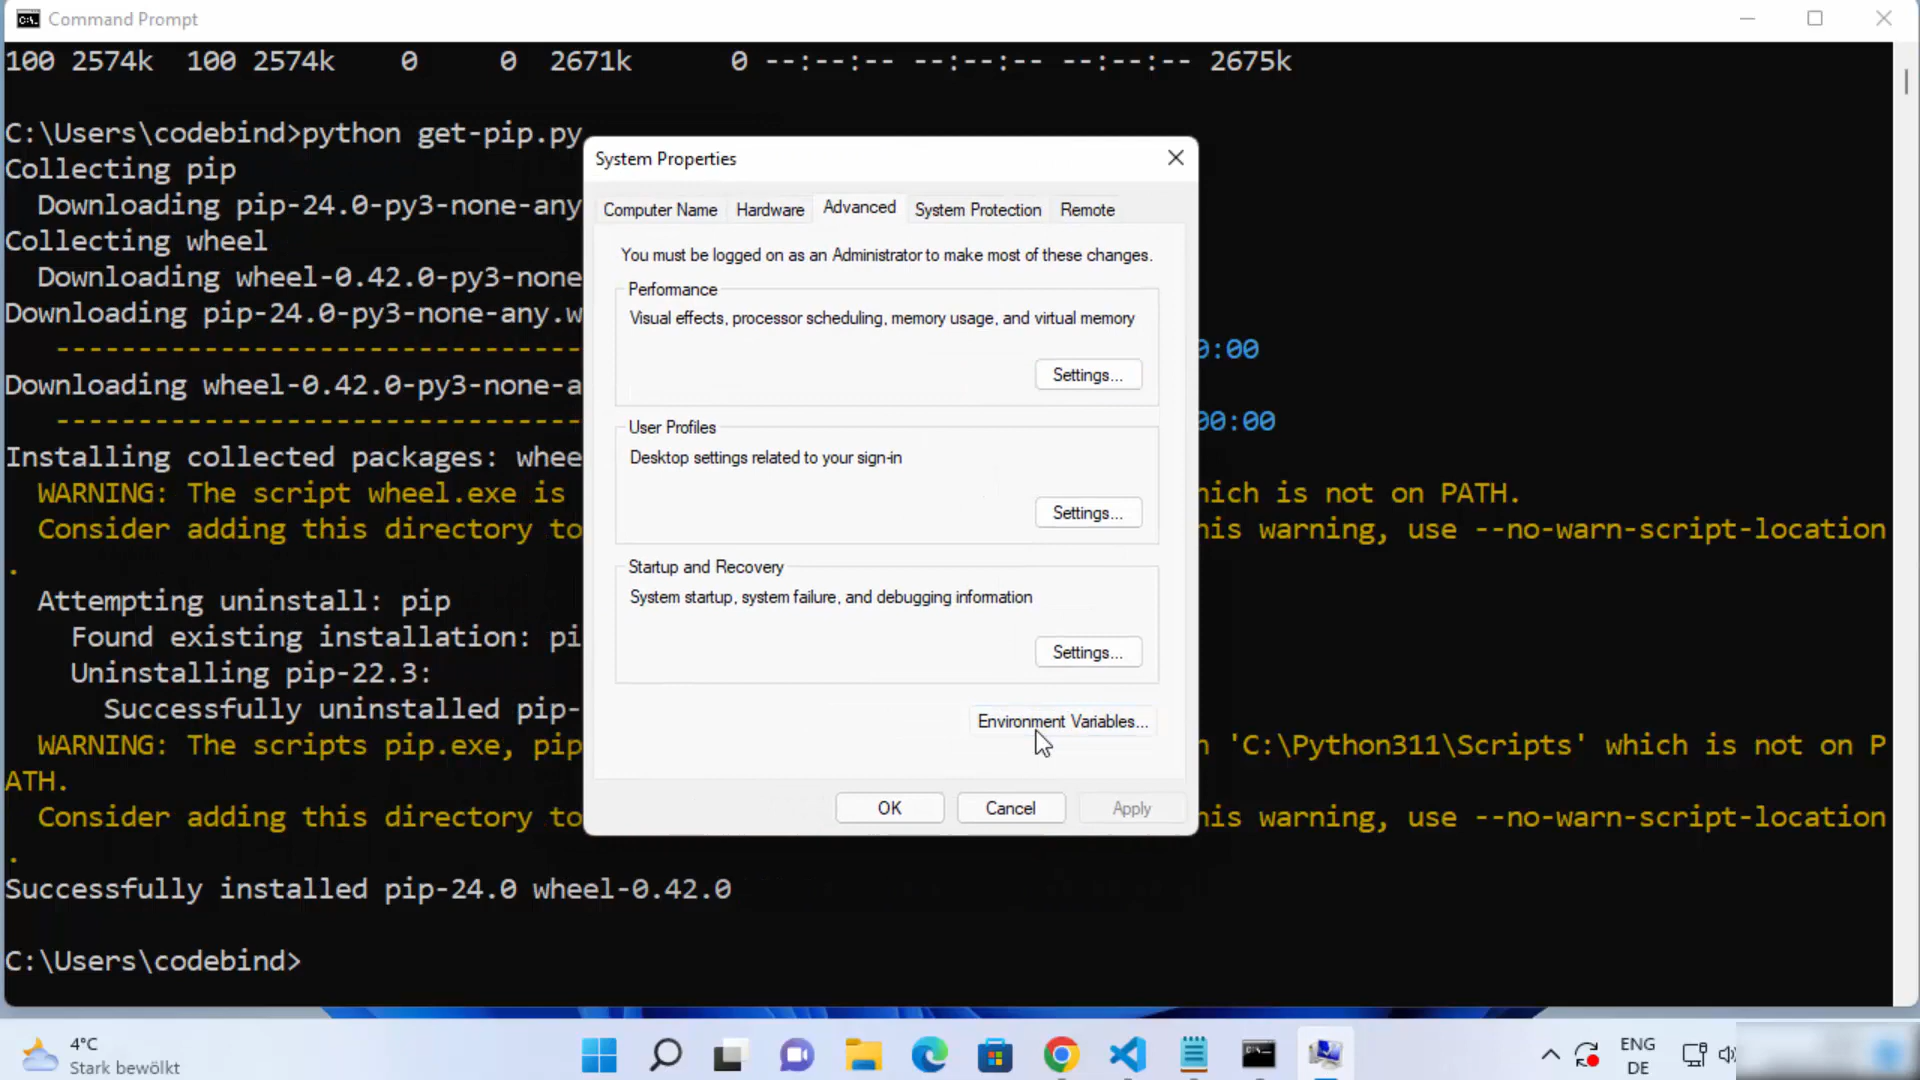 Command Prompt
100 2574k  100 2574k    0     0  2671k      0 --:--:-- --:--:-- --:--:-- 2675k
C:\Users\codebind>python get-pip.py
Collecting pip
Downloading pip-24.0-py3-none-any
Collecting wheel
Downloading wheel-0.42.0-py3-none
Downloading pip-24.0-py3-none-any.w
0:00
Downloading wheel-0.42.0-py3-none-a
00:00
Installing collected packages: whee
WARNING: The script wheel.exe is hich is not on PATH.
Consider adding this directory to his warning, use --no-warn-script-location
.
Attempting uninstall: pip
Found existing installation: pi
Uninstalling pip-22.3:
Successfully uninstalled pip-
WARNING: The scripts pip.exe, pip n 'C:\Python311\Scripts' which is not on P
ATH.
Consider adding this directory to his warning, use --no-warn-script-location
.
Successfully installed pip-24.0 wheel-0.42.0
C:\Users\codebind>
System Properties
Computer Name Hardware Advanced System Protection Remote
You must be logged on as an Administrator to make most of these changes.
Performance
Visual effects, processor scheduling, memory usage, and virtual memory
Settings...
User Profiles
Desktop settings related to your sign-in
Settings...
Startup and Recovery
System startup, system failure, and debugging information
Settings...
Environment Variables...
OK Cancel Apply
4°C
Stark bewölkt
ENG
DE